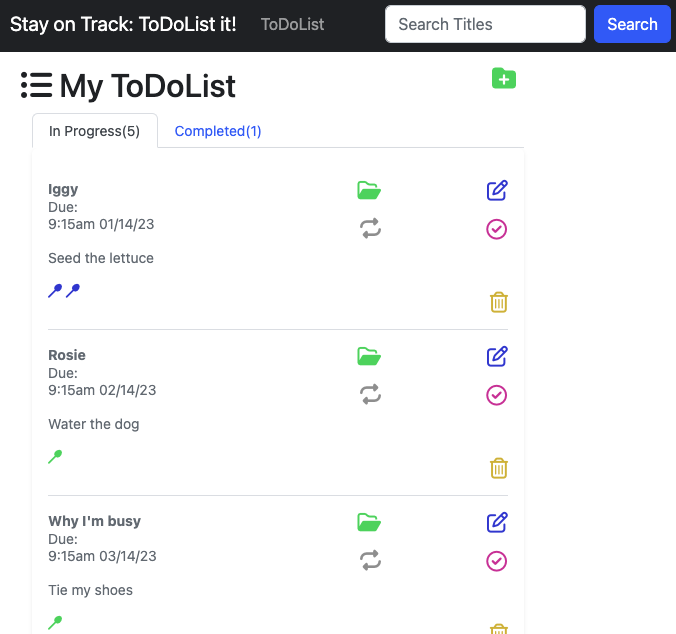 Stay on Track: ToDoList it! ToDoList Search Titles Search
My ToDoList
In Progress(5) Completed(1)
Iggy
Due:
9:15am 01/14/23
Seed the lettuce
Rosie
Due:
9:15am 02/14/23
Water the dog
Why I'm busy
Due:
9:15am 03/14/23
Tie my shoes